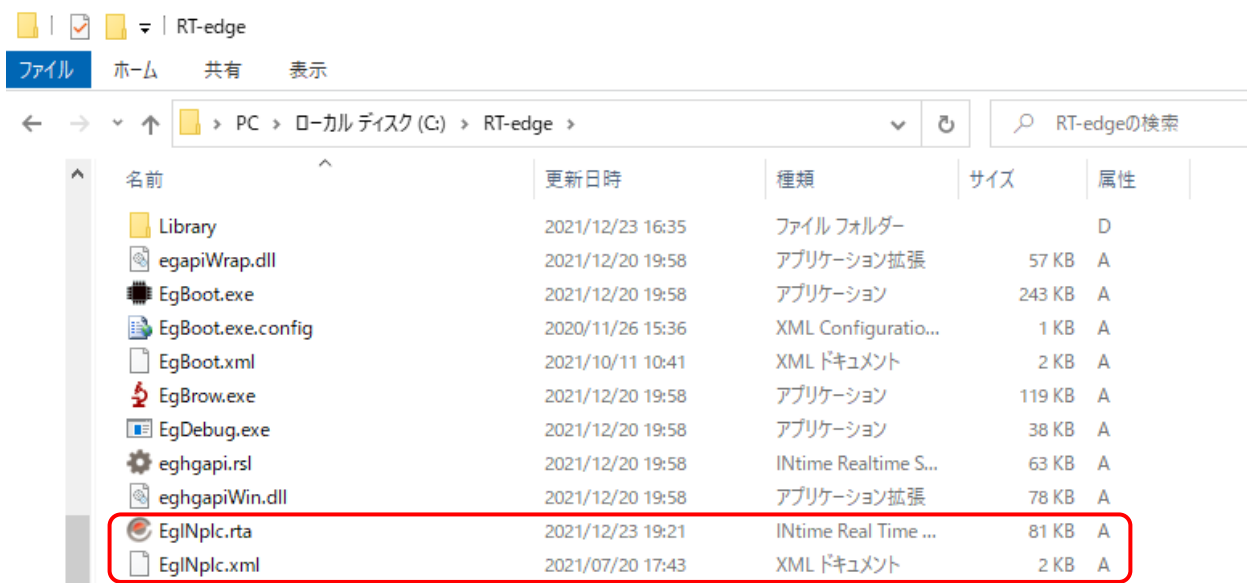 RT-edge
ファイル ホーム 共有 表示
PC > ローカル ディスク (C:) > RT-edge > RT-edgeの検索
名前 更新日時 種類 サイズ 属性
Library 2021/12/23 16:35 ファイル フォルダー D
egapiWrap.dll 2021/12/20 19:58 アプリケーション拡張 57 KB A
EgBoot.exe 2021/12/20 19:58 アプリケーション 243 KB A
EgBoot.exe.config 2020/11/26 15:36 XML Configuratio... 1 KB A
EgBoot.xml 2021/10/11 10:41 XML ドキュメント 2 KB A
EgBrow.exe 2021/12/20 19:58 アプリケーション 119 KB A
EgDebug.exe 2021/12/20 19:58 アプリケーション 38 KB A
eghgapi.rsl 2021/12/20 19:58 INtime Realtime S... 63 KB A
eghgapiWin.dll 2021/12/20 19:58 アプリケーション拡張 78 KB A
EgINplc.rta 2021/12/23 19:21 INtime Real Time ... 81 KB A
EgINplc.xml 2021/07/20 17:43 XML ドキュメント 2 KB A